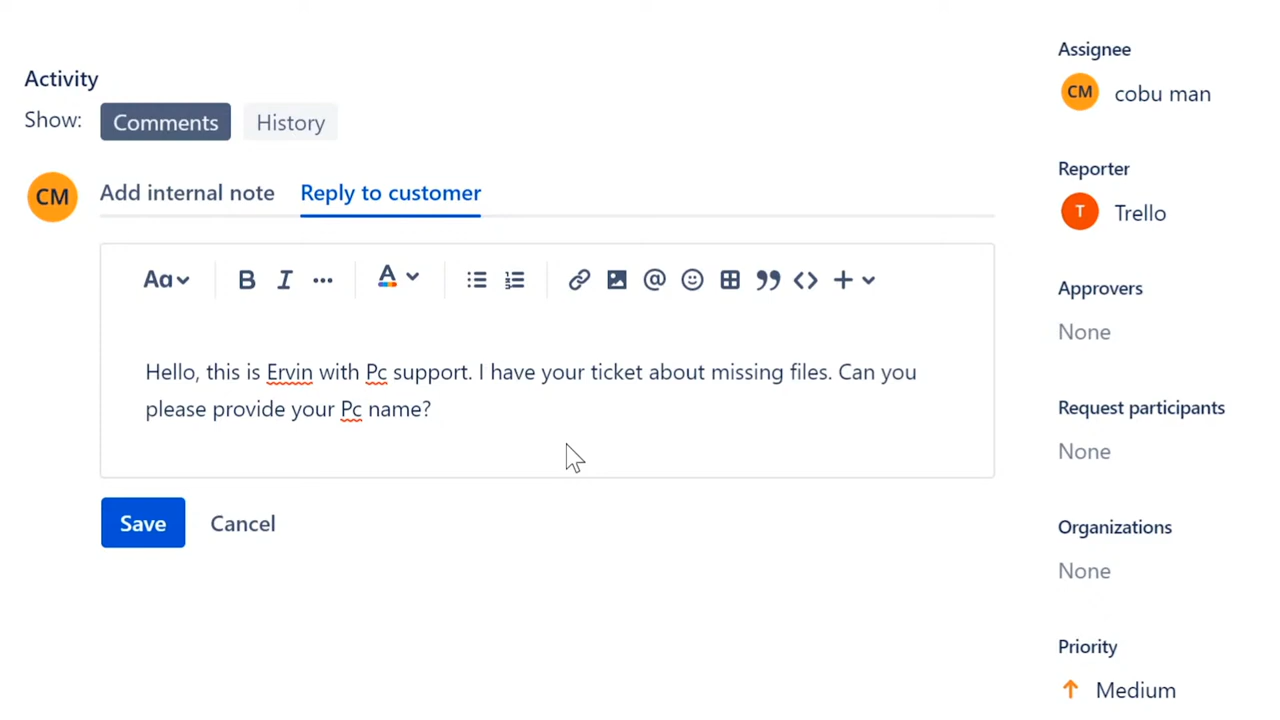 Activity
Show: Comments History
CM Add internal note Reply to customer
Aa B I ... A @ +
Hello, this is Ervin with Pc support. I have your ticket about missing files. Can you
please provide your Pc name?
Save Cancel
Assignee
CM cobu man
Reporter
T Trello
Approvers
None
Request participants
None
Organizations
None
Priority
Medium